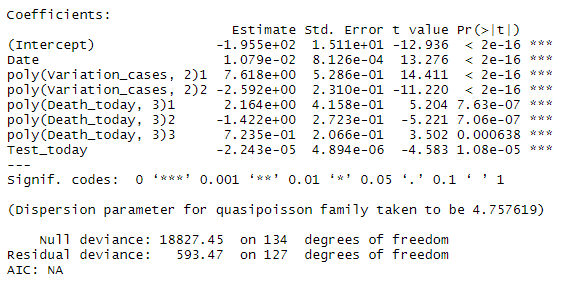 Coefficients:
                          Estimate Std. Error t value Pr(>|t|)
(Intercept)             -1.955e+02  1.511e+01 -12.936  < 2e-16 ***
Date                     1.079e-02  8.126e-04  13.276  < 2e-16 ***
poly(Variation_cases, 2)1  7.618e+00  5.286e-01  14.411  < 2e-16 ***
poly(Variation_cases, 2)2 -2.592e+00  2.310e-01 -11.220  < 2e-16 ***
poly(Death_today, 3)1    2.164e+00  4.158e-01   5.204 7.63e-07 ***
poly(Death_today, 3)2   -1.422e+00  2.723e-01  -5.221 7.06e-07 ***
poly(Death_today, 3)3    7.235e-01  2.066e-01   3.502 0.000638 ***
Test_today              -2.243e-05  4.894e-06  -4.583 1.08e-05 ***
---
Signif. codes:  0 ‘***’ 0.001 ‘**’ 0.01 ‘*’ 0.05 ‘.’ 0.1 ‘ ’ 1
(Dispersion parameter for quasipoisson family taken to be 4.757619)
    Null deviance: 18827.45  on 134  degrees of freedom
Residual deviance:   593.47  on 127  degrees of freedom
AIC: NA